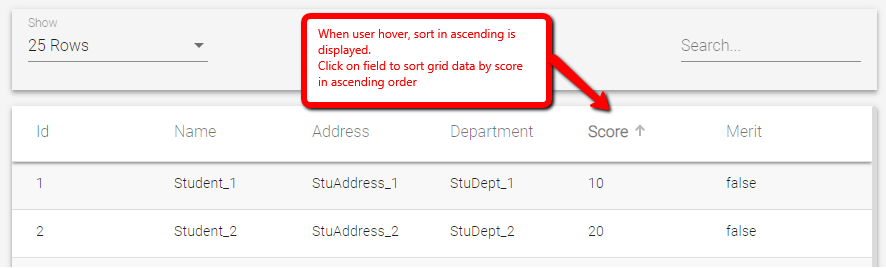 Show
25 Rows
When user hover, sort in ascending is
displayed.
Click on field to sort grid data by score
in ascending order
Search...
Id Name Address Department Score ↑ Merit
1 Student_1 StuAddress_1 StuDept_1 10 false
2 Student_2 StuAddress_2 StuDept_2 20 false